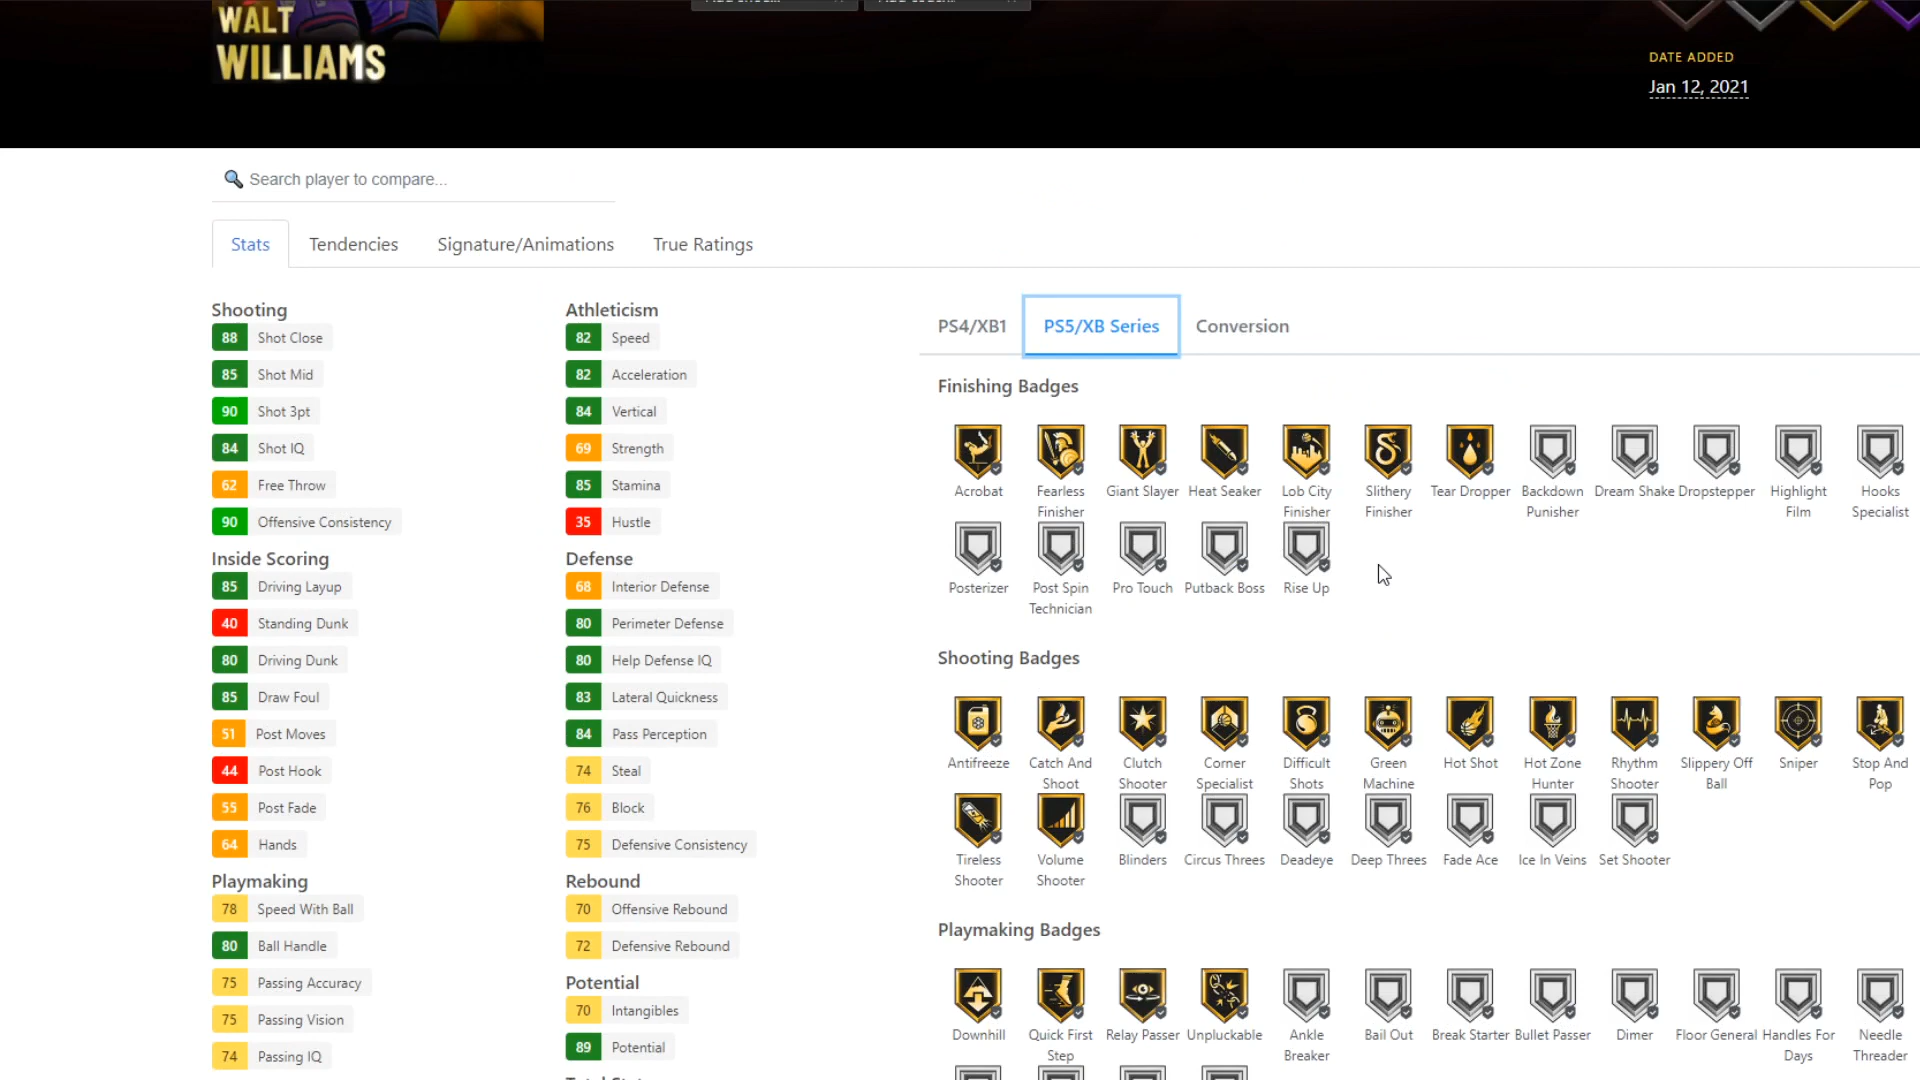 WALT
WILLIAMS
DATE ADDED
Jan 12, 2021
Search player to compare...
Stats
Tendencies
Signature/Animations
True Ratings
Shooting
88 Shot Close
85 Shot Mid
90 Shot 3pt
84 Shot IQ
62 Free Throw
90 Offensive Consistency
Inside Scoring
85 Driving Layup
40 Standing Dunk
80 Driving Dunk
85 Draw Foul
51 Post Moves
44 Post Hook
55 Post Fade
64 Hands
Playmaking
78 Speed With Ball
80 Ball Handle
75 Passing Accuracy
75 Passing Vision
74 Passing IQ
Athleticism
82 Speed
82 Acceleration
84 Vertical
69 Strength
85 Stamina
35 Hustle
Defense
68 Interior Defense
80 Perimeter Defense
80 Help Defense IQ
83 Lateral Quickness
84 Pass Perception
74 Steal
76 Block
75 Defensive Consistency
Rebound
70 Offensive Rebound
72 Defensive Rebound
Potential
70 Intangibles
89 Potential
PS4/XB1
PS5/XB Series
Conversion
Finishing Badges
Acrobat
Fearless
Finisher
Giant Slayer
Heat Seaker
Lob City
Finisher
Slithery
Finisher
Tear Dropper
Backdown
Punisher
Dream Shake
Dropstepper
Highlight
Film
Hooks
Specialist
Posterizer
Post Spin
Technician
Pro Touch
Putback Boss
Rise Up
Shooting Badges
Antifreeze
Catch And
Shoot
Clutch
Shooter
Corner
Specialist
Difficult
Shots
Green
Machine
Hot Shot
Hot Zone
Hunter
Rhythm
Shooter
Slippery Off
Ball
Sniper
Stop And
Pop
Tireless
Shooter
Volume
Shooter
Blinders
Circus Threes
Deadeye
Deep Threes
Fade Ace
Ice In Veins
Set Shooter
Playmaking Badges
Downhill
Quick First
Step
Relay Passer
Unpluckable
Ankle
Breaker
Bail Out
Break Starter
Bullet Passer
Dimer
Floor General
Handles For
Days
Needle
Threader